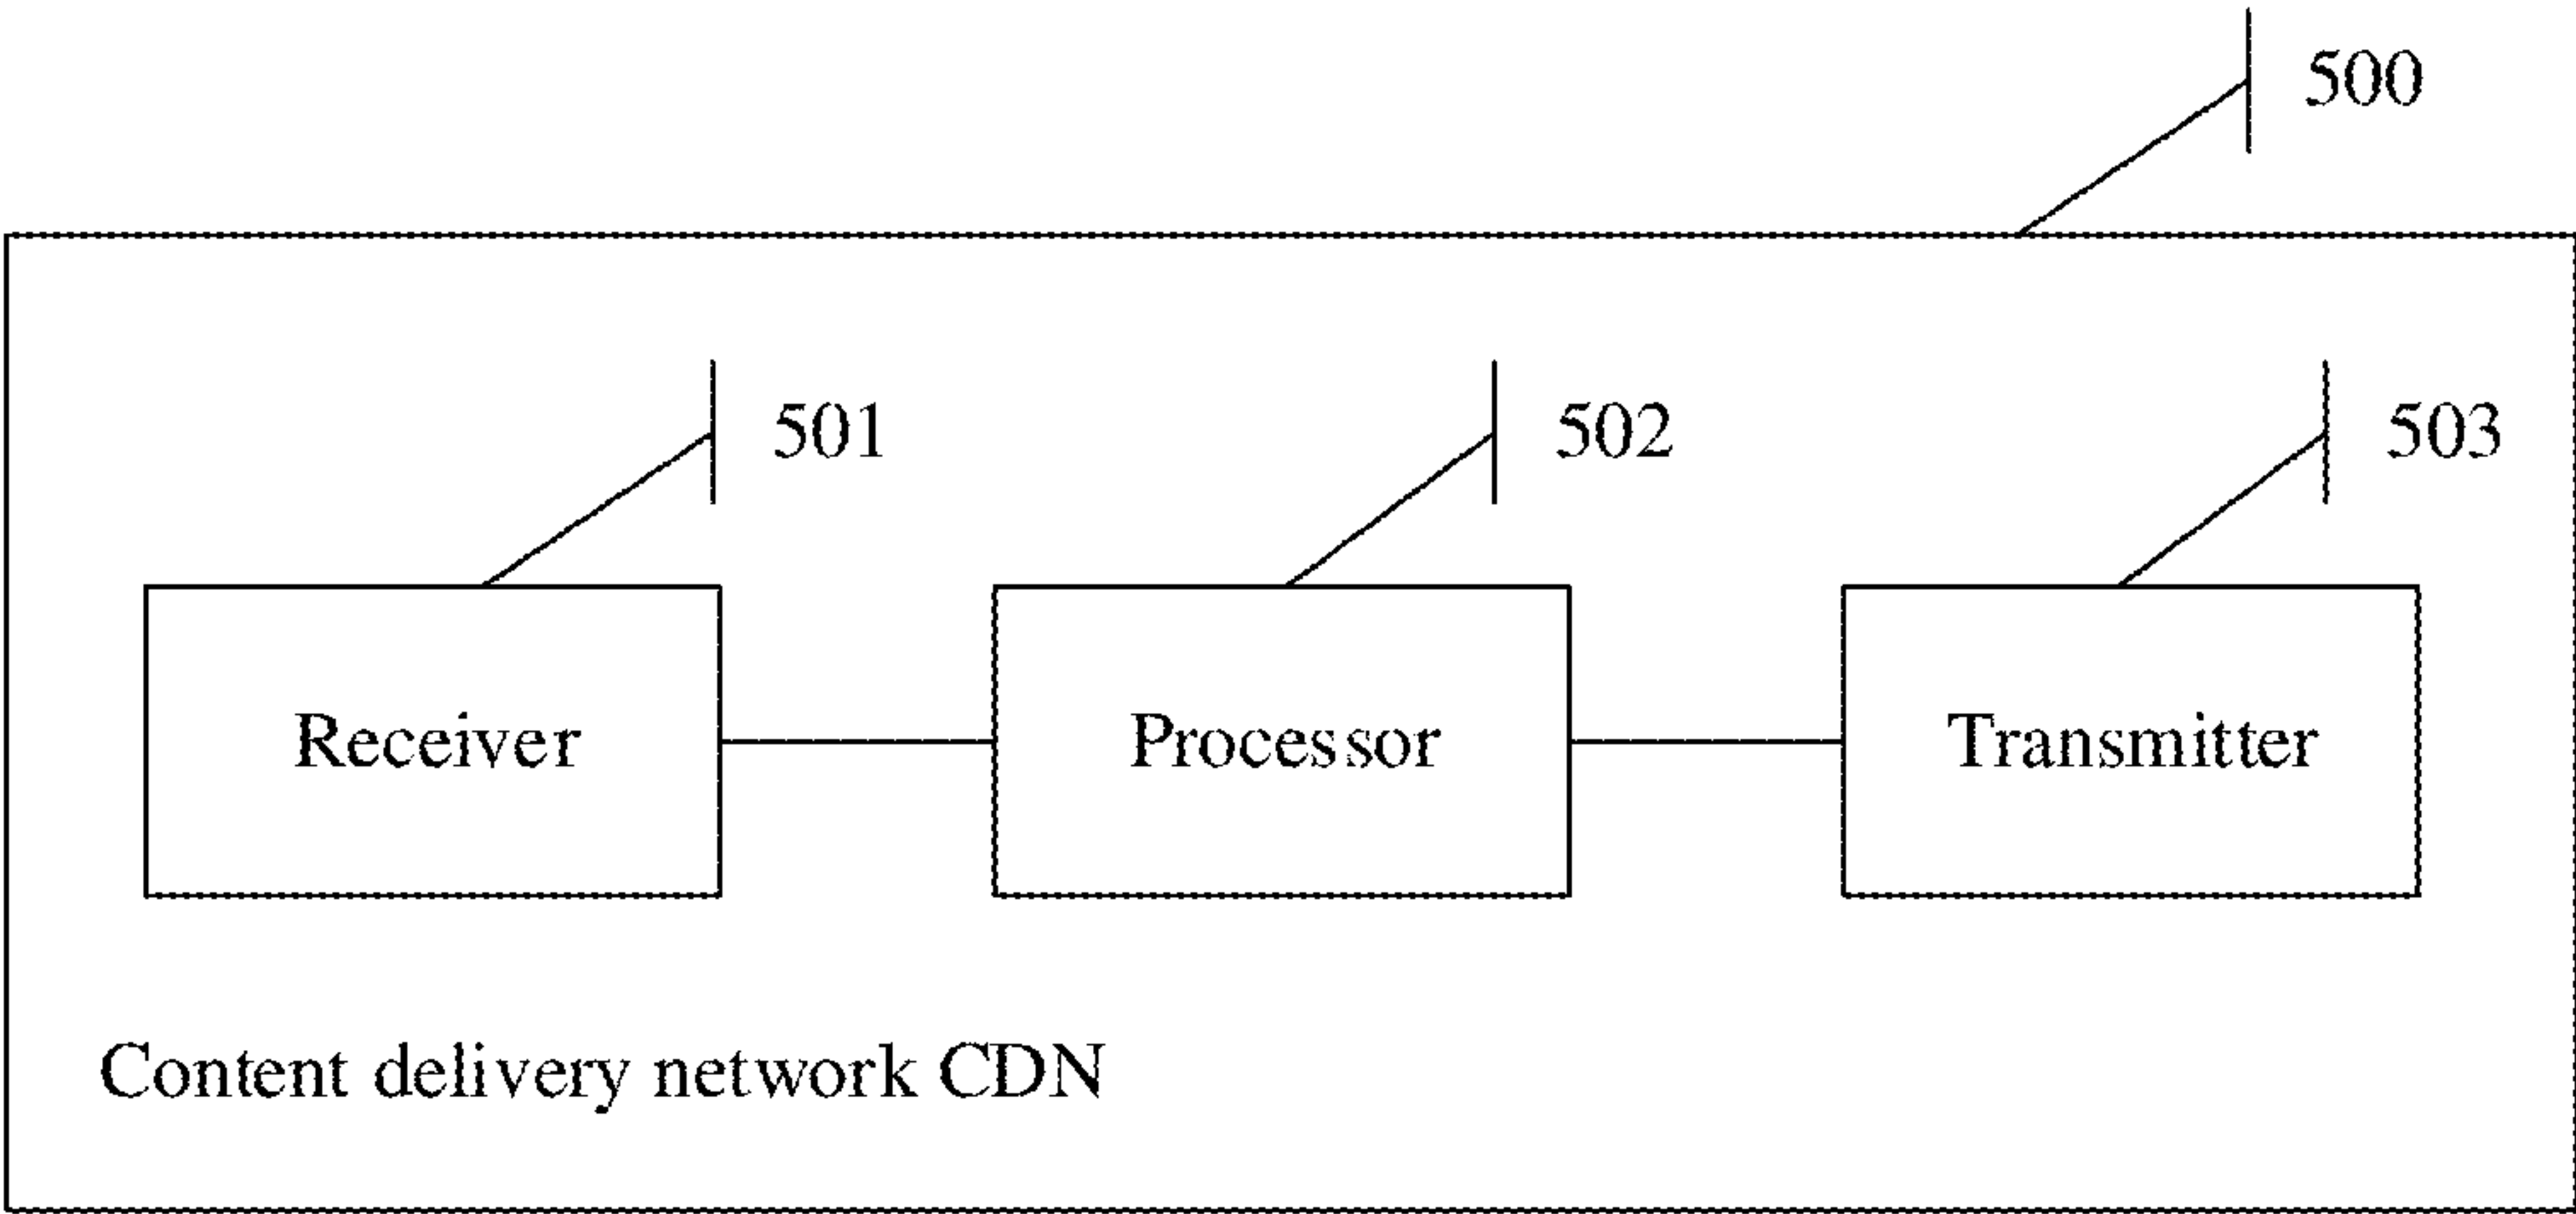 500
501
502
503
Receiver
Processor
Transmitter
Content delivery network CDN